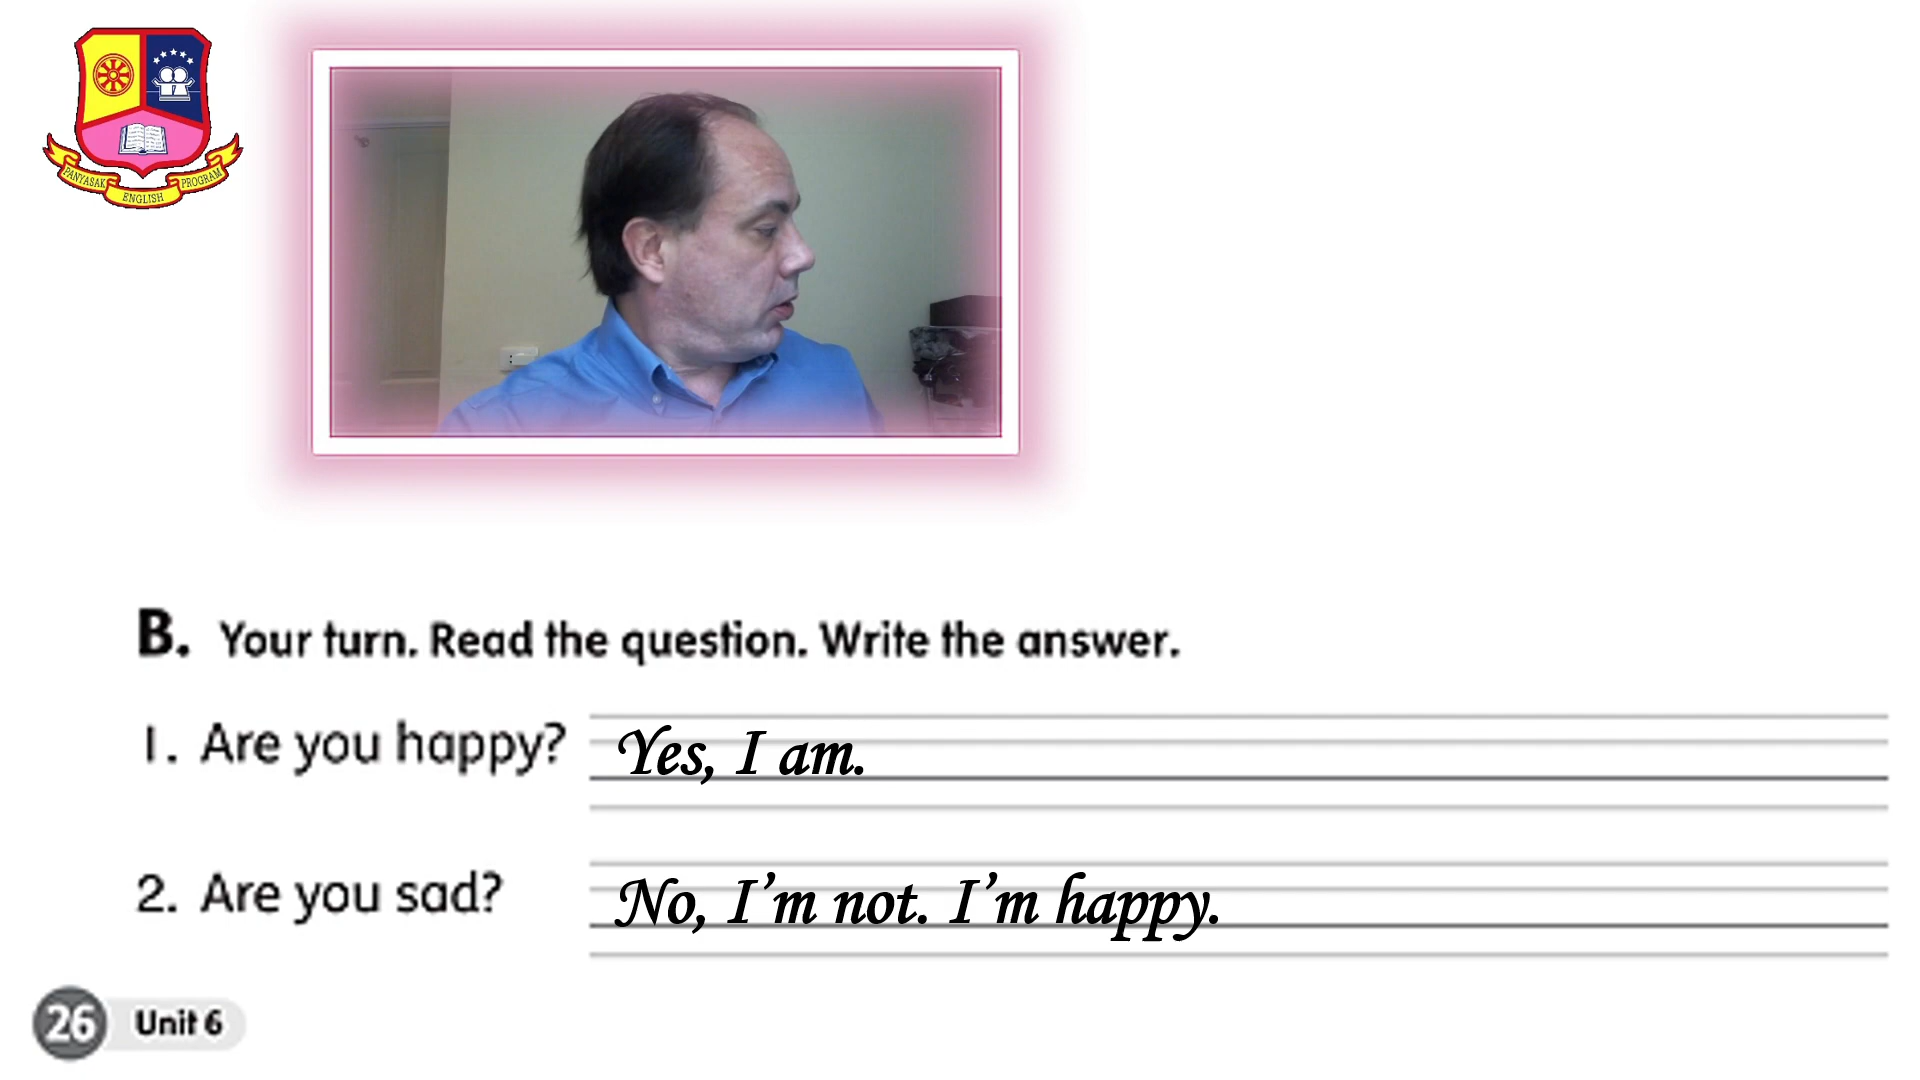 PANYASAK ENGLISH PROGRAM
B. Your turn. Read the question. Write the answer.
1. Are you happy? Yes, I am.
2. Are you sad? No, I’m not. I’m happy.
26 Unit 6